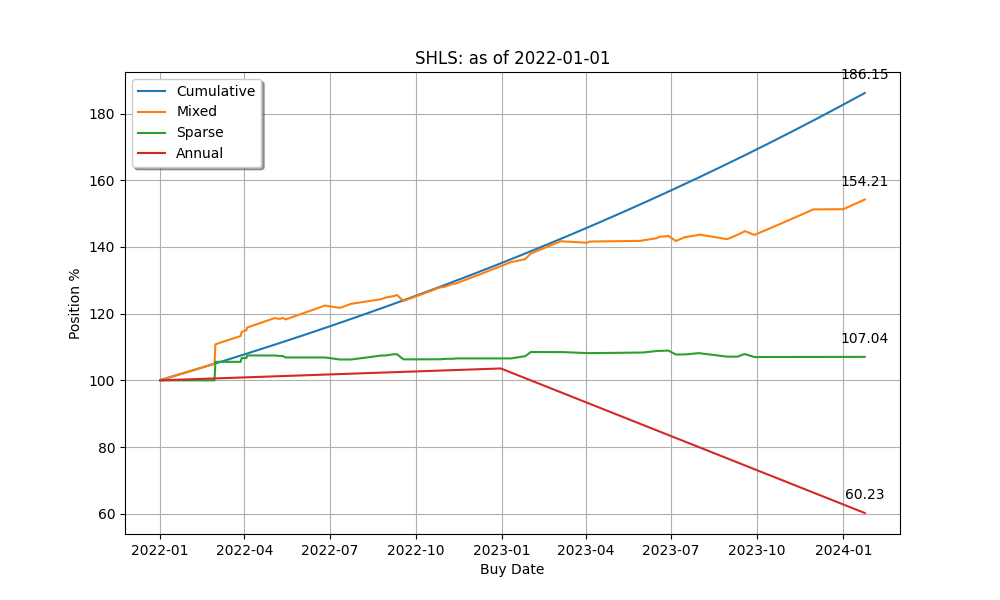 SHLS: as of 2022-01-01
Cumulative
Mixed
Sparse
Annual
186.15
154.21
107.04
60.23
Position %
180
160
140
120
100
80
60
2022-01
2022-04
2022-07
2022-10
2023-01
2023-04
2023-07
2023-10
2024-01
Buy Date